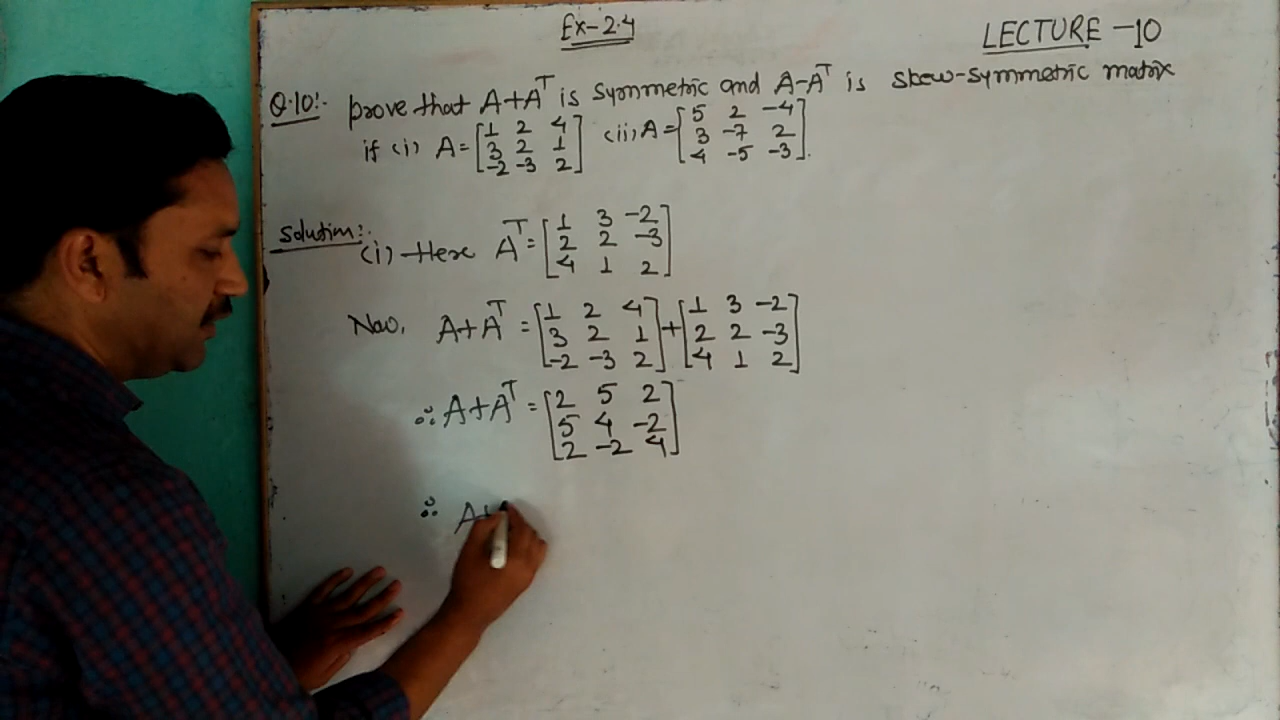 Ex-2.4
LECTURE -10
Q.10:- prove that A+A^T is symmetric and A-A^T is skew-symmetric matrix
if (i) A= [1 2 4; 3 2 1; -2 -3 2] (ii) A= [5 2 -4; 3 -7 2; 4 -5 -3].
Solution:- (i) Here A^T= [1 3 -2; 2 2 -3; 4 1 2]
Now, A+A^T = [1 2 4; 3 2 1; -2 -3 2] + [1 3 -2; 2 2 -3; 4 1 2]
∴ A+A^T = [2 5 2; 5 4 -2; 2 -2 4]
∴ A+